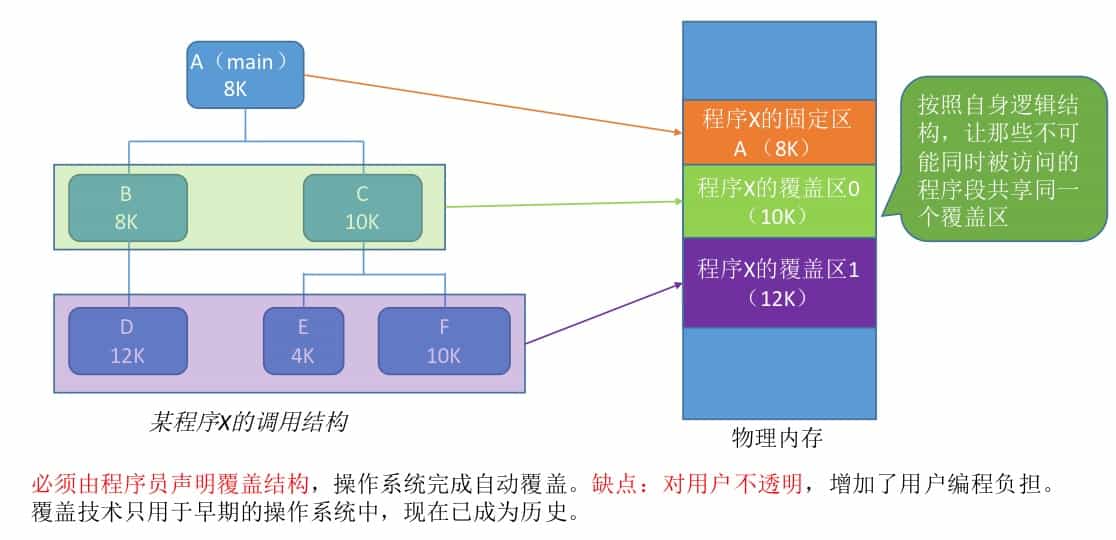 A（main）
8K
B
8K
C
10K
D
12K
E
4K
F
10K
某程序X的调用结构
程序X的固定区
A（8K）
程序X的覆盖区0
（10K）
程序X的覆盖区1
（12K）
物理内存
按照自身逻辑结
构，让那些不可
能同时被访问的
程序段共享同一
个覆盖区
必须由程序员声明覆盖结构，操作系统完成自动覆盖。缺点：对用户不透明，增加了用户编程负担。
覆盖技术只用于早期的操作系统中，现在已成为历史。